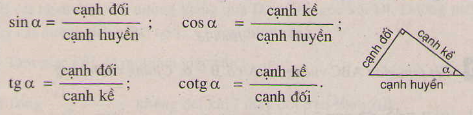 sin α = cạnh đối / cạnh huyền ; cos α = cạnh kề / cạnh huyền ;
tg α = cạnh đối / cạnh kề ; cotg α = cạnh kề / cạnh đối .
cạnh đối
cạnh kề
α
cạnh huyền